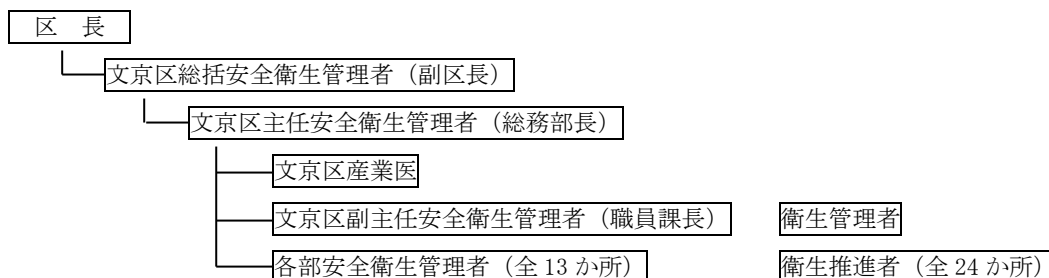 区　長
文京区総括安全衛生管理者（副区長）
文京区主任安全衛生管理者（総務部長）
文京区産業医
文京区副主任安全衛生管理者（職員課長）　衛生管理者
各部安全衛生管理者（全 13 か所）　衛生推進者（全 24 か所）